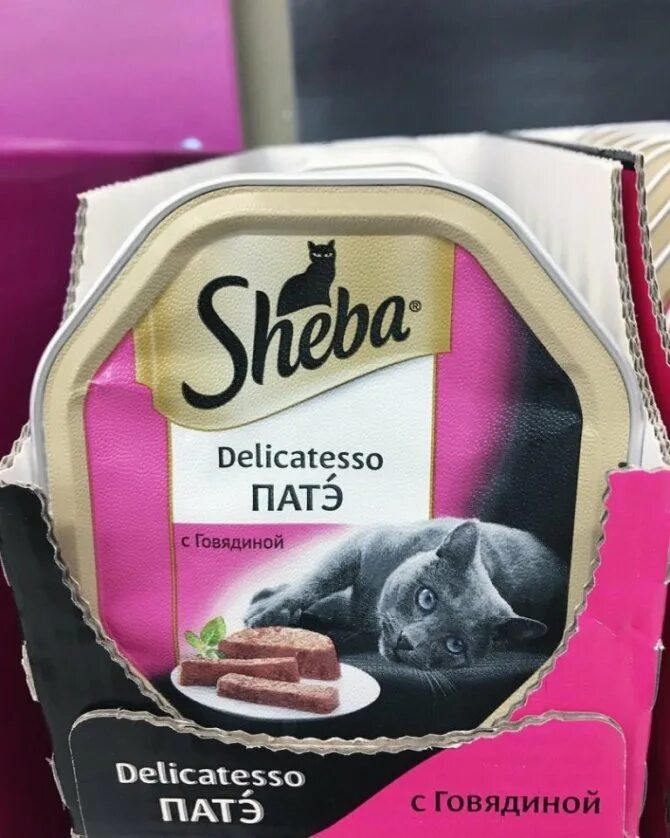 Sheba®
Delicatesso
ПАТЭ́
с Говядиной
Delicatesso
ПАТЭ́
с Говядиной